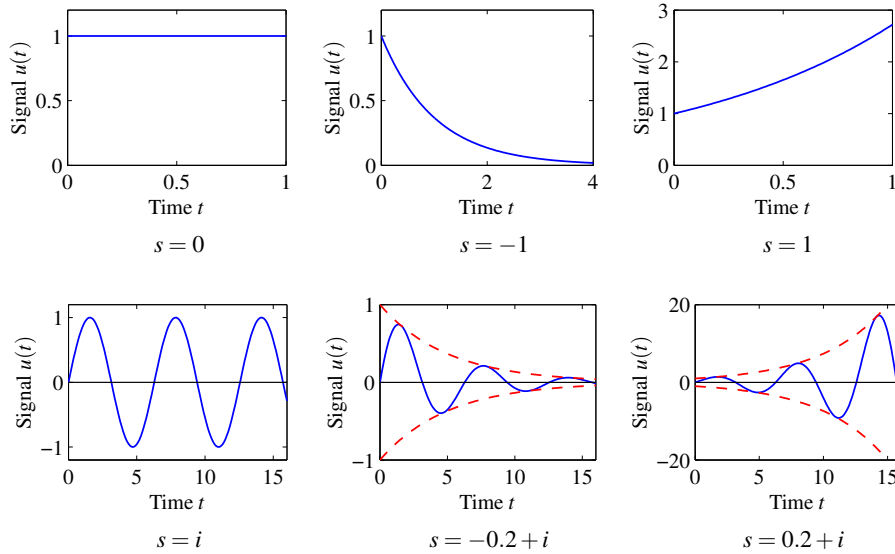 1
0.5
0
0
0.5
1
Signal u(t)
Time t
s = 0
1
0.5
0
0
2
4
Signal u(t)
Time t
s = −1
3
2
1
0
0
0.5
1
Signal u(t)
Time t
s = 1
1
0
−1
0
5
10
15
Signal u(t)
Time t
s = i
1
0
−1
0
5
10
15
Signal u(t)
Time t
s = −0.2 + i
20
0
−20
0
5
10
15
Signal u(t)
Time t
s = 0.2 + i